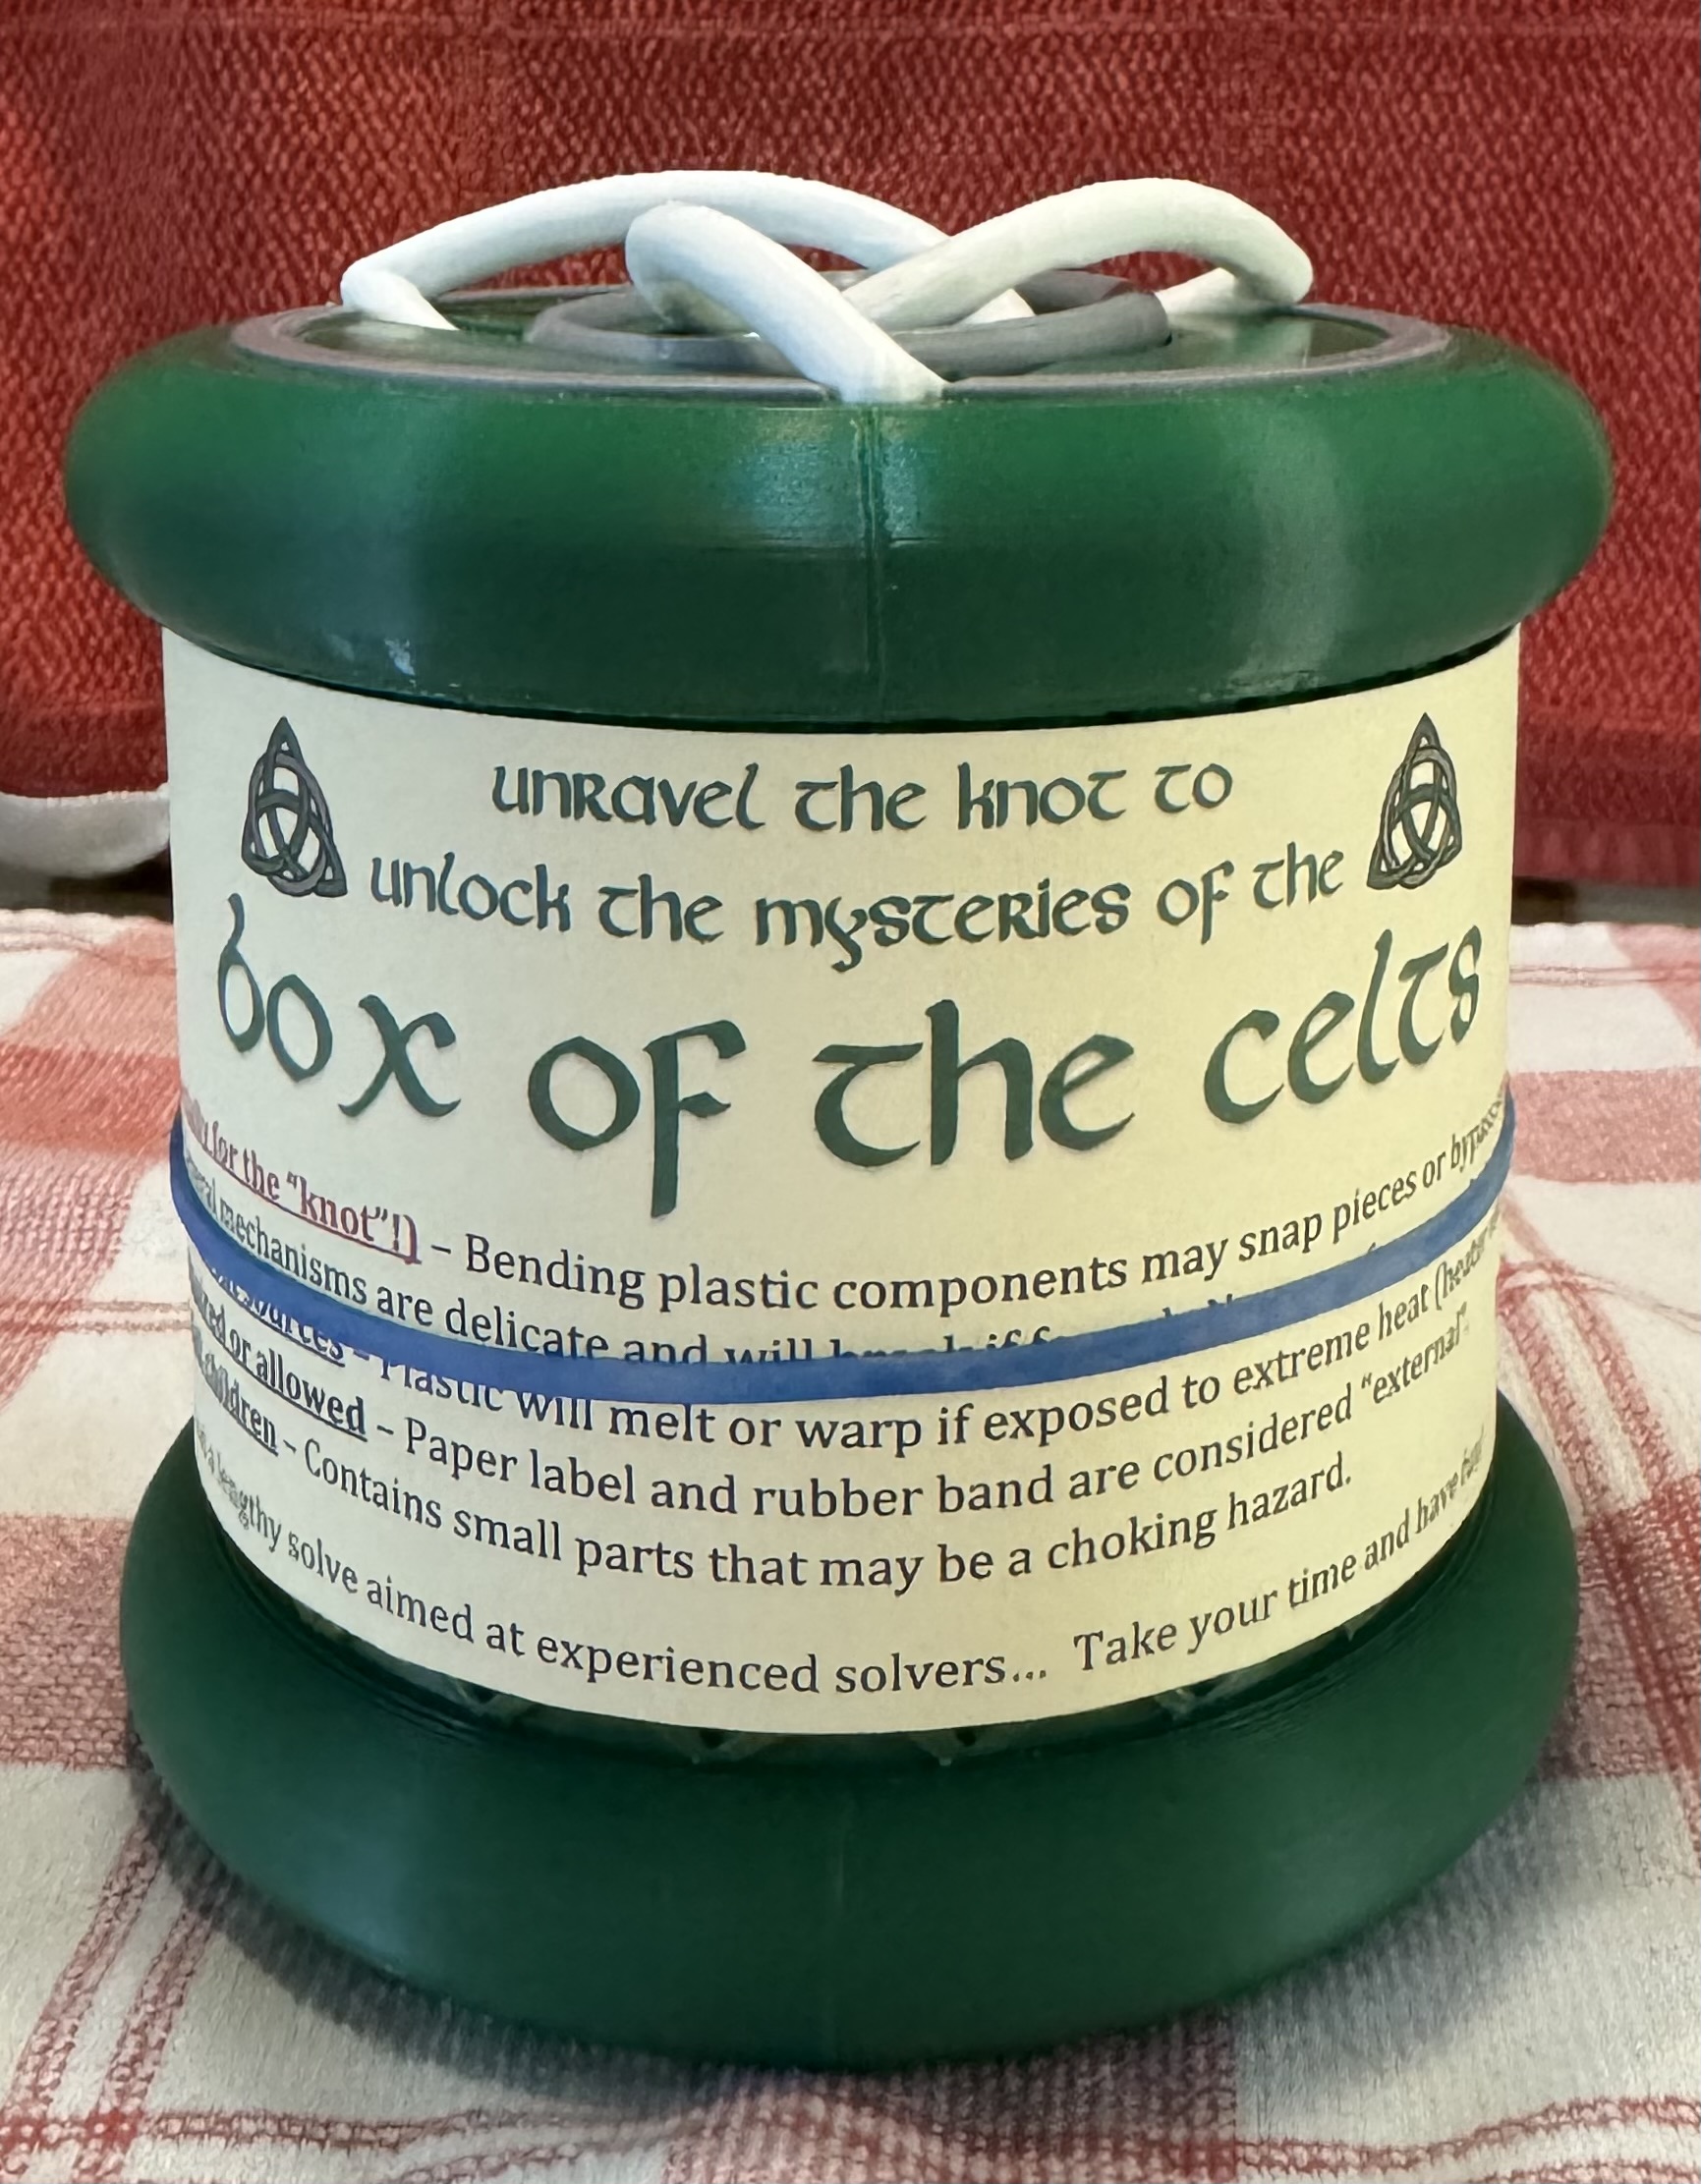 unravel the knot to
unlock the mysteries of the
box of the celts
for the “knot”!) – Bending plastic components may snap pieces or
mechanisms are delicate and will
Plastic will melt or warp if exposed to extreme heat
or allowed – Paper label and rubber band are considered “external”.
children – Contains small parts that may be a choking hazard.
a lengthy solve aimed at experienced solvers… Take your time and have